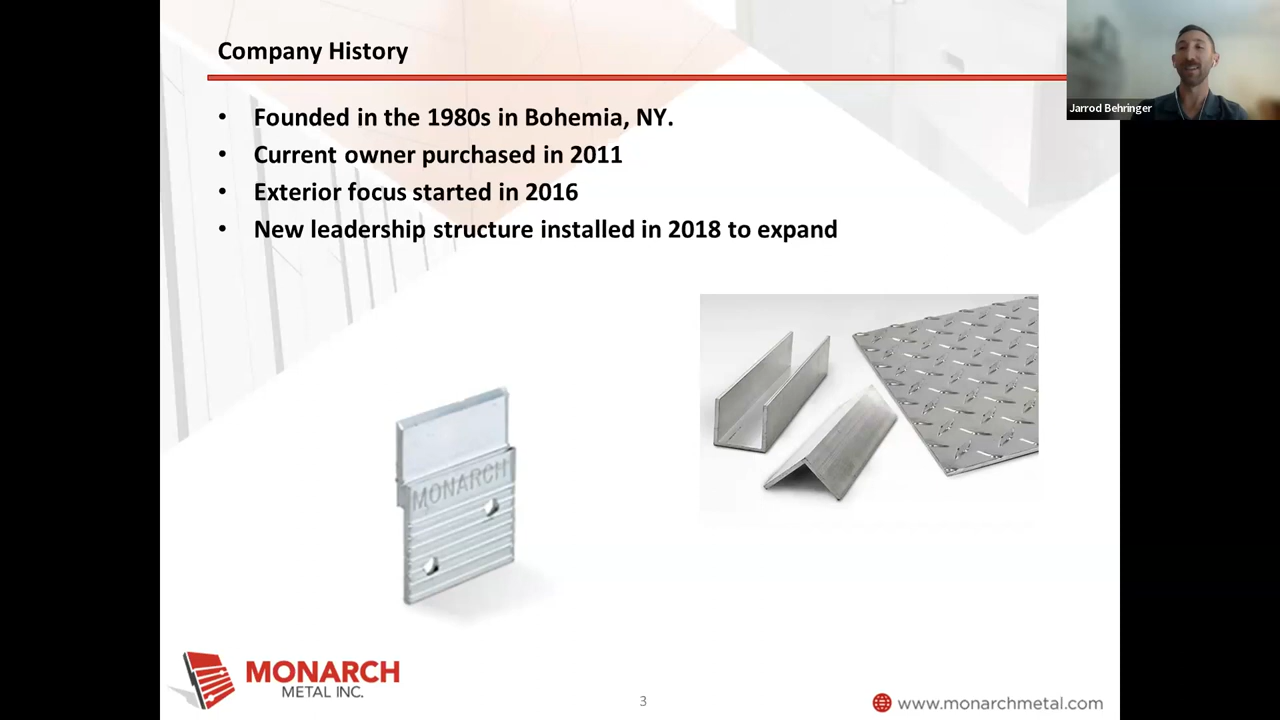 Company History
Jarrod Behringer
• Founded in the 1980s in Bohemia, NY.
• Current owner purchased in 2011
• Exterior focus started in 2016
• New leadership structure installed in 2018 to expand
MONARCH
MONARCH
METAL INC.
3
www.monarchmetal.com